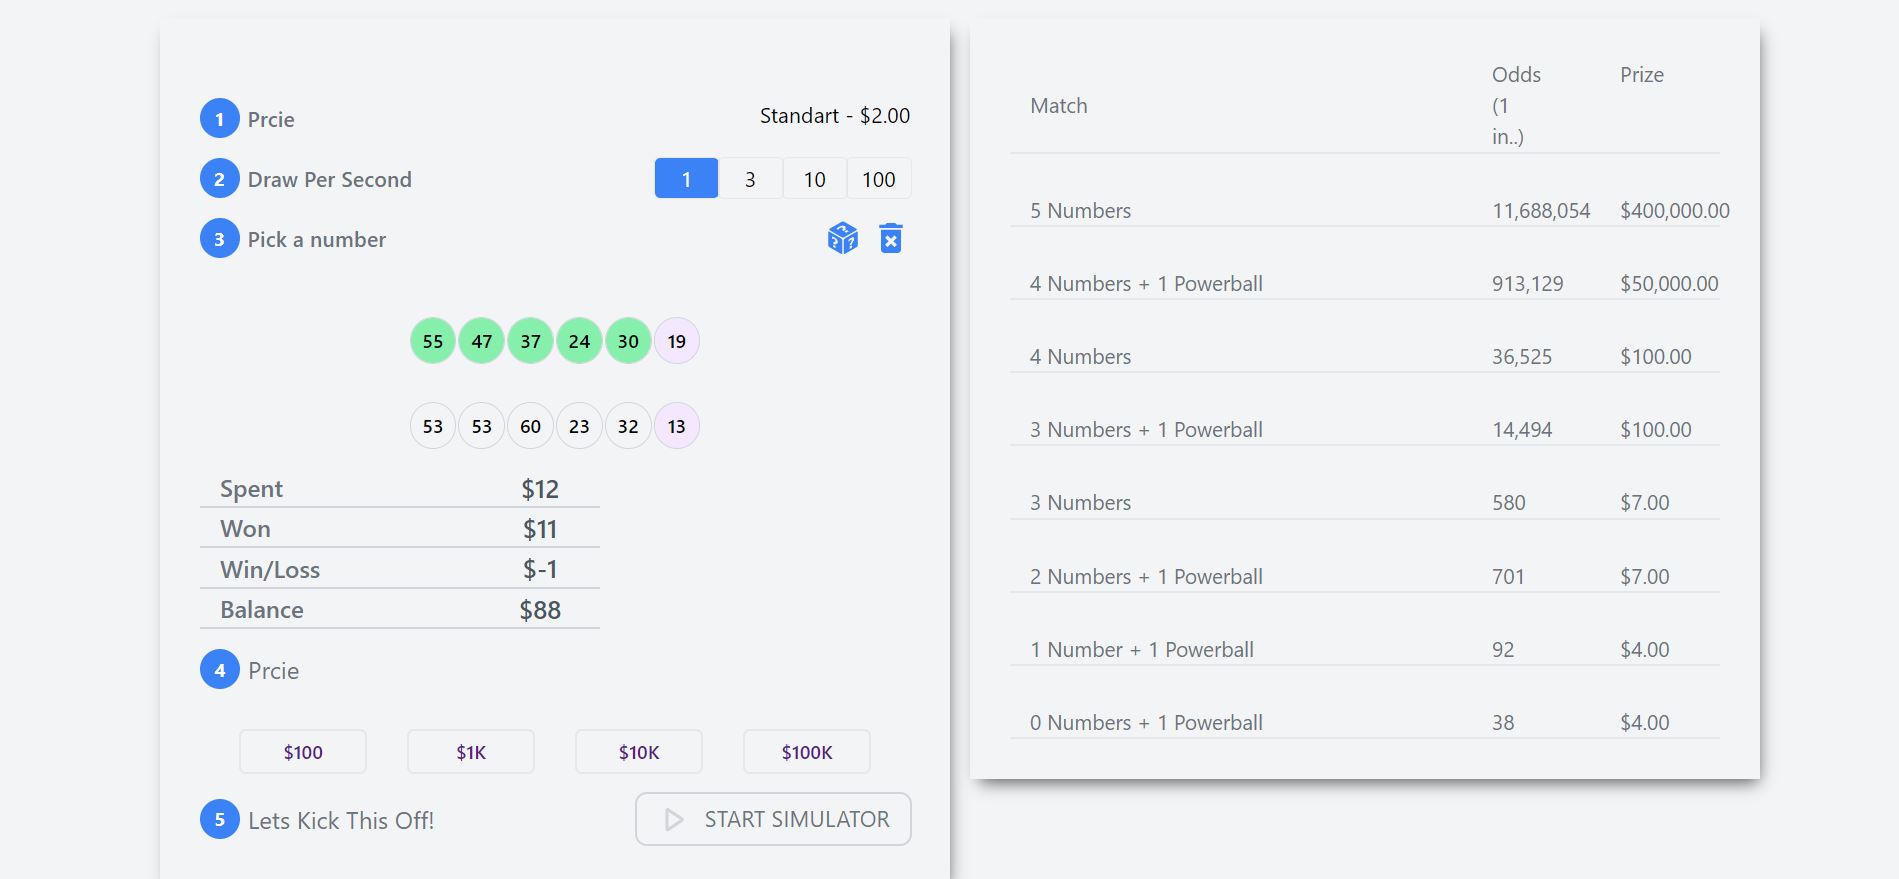 1 Prcie Standart - $2.00
2 Draw Per Second 1 3 10 100
3 Pick a number
55 47 37 24 30 19
53 53 60 23 32 13
Spent $12
Won $11
Win/Loss $-1
Balance $88
4 Prcie
$100 $1K $10K $100K
5 Lets Kick This Off! START SIMULATOR
Match Odds (1 in..) Prize
5 Numbers 11,688,054 $400,000.00
4 Numbers + 1 Powerball 913,129 $50,000.00
4 Numbers 36,525 $100.00
3 Numbers + 1 Powerball 14,494 $100.00
3 Numbers 580 $7.00
2 Numbers + 1 Powerball 701 $7.00
1 Number + 1 Powerball 92 $4.00
0 Numbers + 1 Powerball 38 $4.00